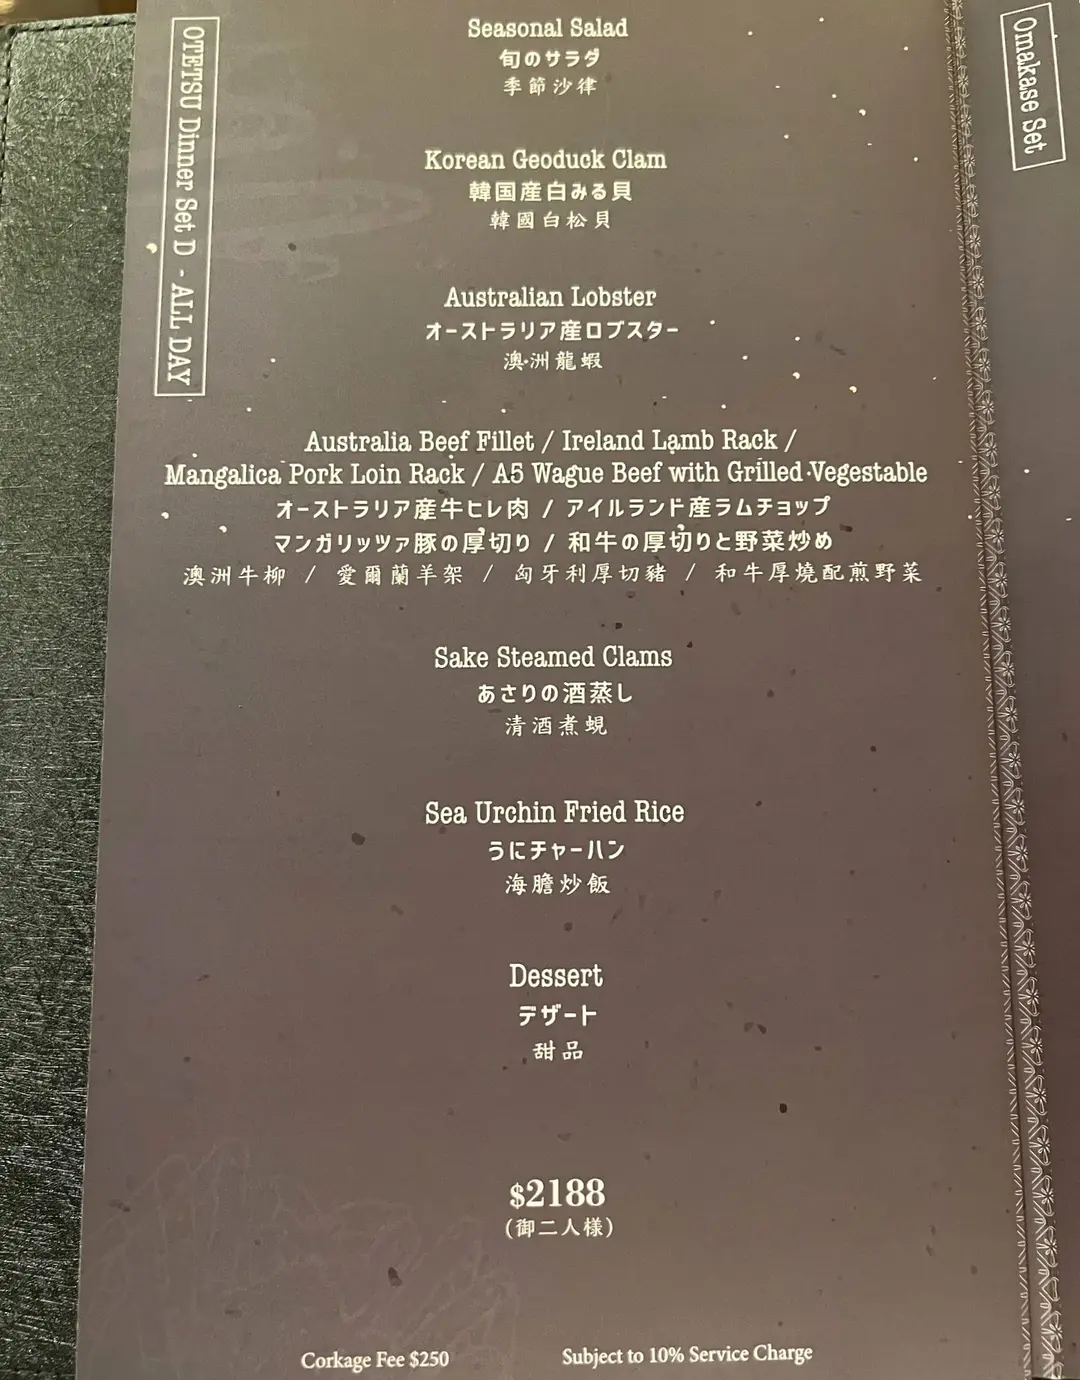 OTETSU Dinner Set D - ALL DAY
Seasonal Salad
旬のサラダ
季節沙律
Korean Geoduck Clam
韓国産白みる貝
韓國白松貝
Australian Lobster
オーストラリア産ロブスター
澳洲龍蝦
Australia Beef Fillet / Ireland Lamb Rack /
Mangalica Pork Loin Rack / A5 Wague Beef with Grilled Vegestable
オーストラリア産牛ヒレ肉 / アイルランド産ラムチョップ
マンガリッツァ豚の厚切り / 和牛の厚切りと野菜炒め
澳洲牛柳 / 愛爾蘭羊架 / 匈牙利厚切豬 / 和牛厚燒配煎野菜
Sake Steamed Clams
あさりの酒蒸し
清酒煮蜆
Sea Urchin Fried Rice
うにチャーハン
海膽炒飯
Dessert
デザート
甜品
$2188
(御二人様)
Corkage Fee $250
Subject to 10% Service Charge
Omakase Set